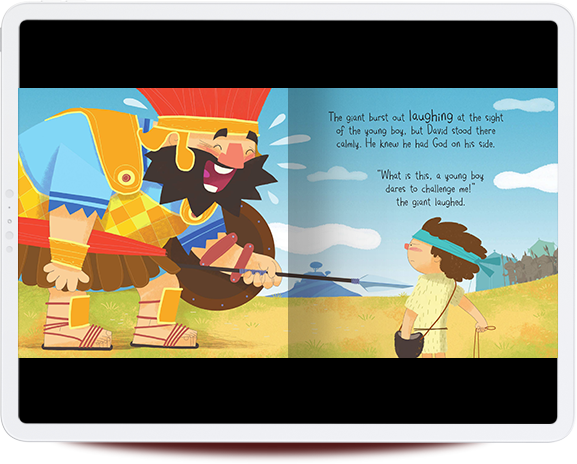 The giant burst out laughing at the sight
of the young boy, but David stood there
calmly. He knew he had God on his side.
"What is this, a young boy
dares to challenge me!"
the giant laughed.